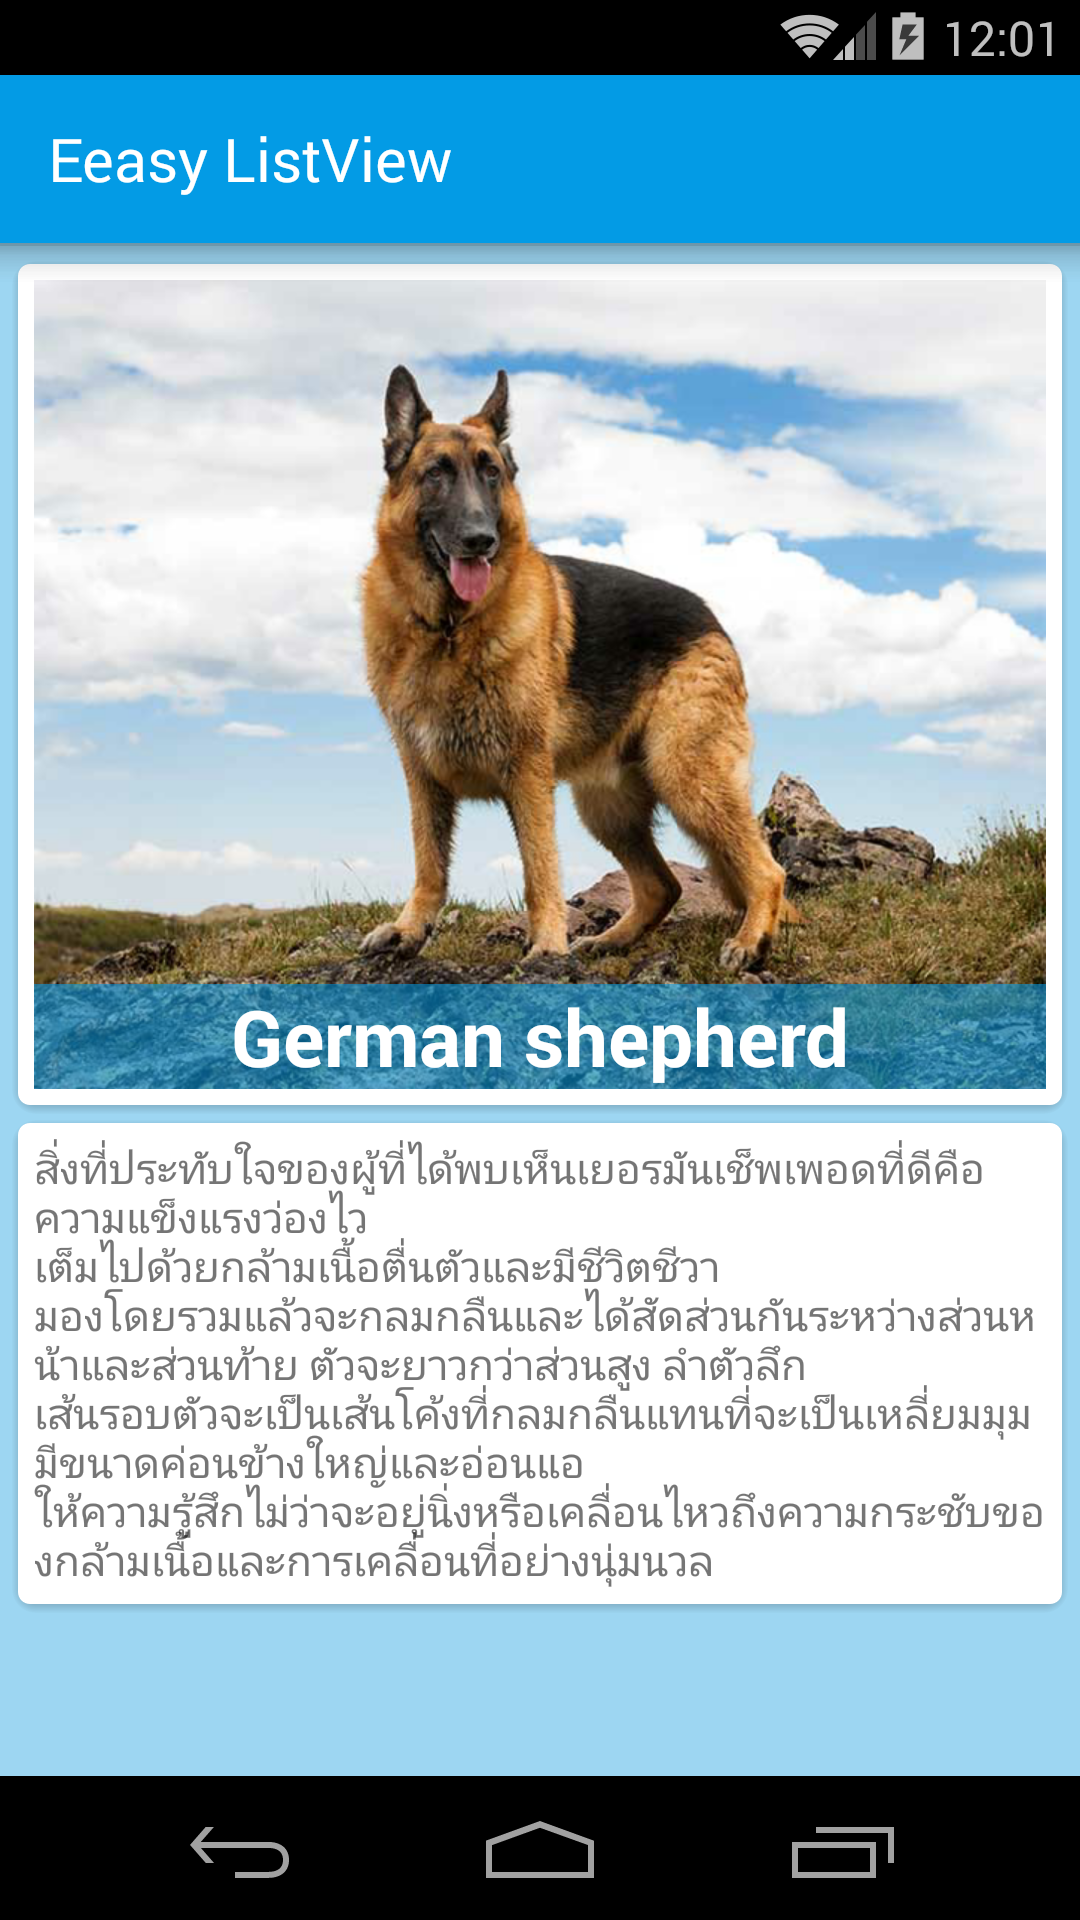 12:01
Eeasy ListView
German shepherd
สิ่งที่ประทับใจของผู้ที่ได้พบเห็นเยอรมันเช็พเพอดที่ดีคือ
ความแข็งแรงว่องไว
เต็มไปด้วยกล้ามเนื้อตื่นตัวและมีชีวิตชีวา
มองโดยรวมแล้วจะกลมกลืนและได้สัดส่วนกันระหว่างส่วนห
น้าและส่วนท้าย ตัวจะยาวกว่าส่วนสูง ลำตัวลึก
เส้นรอบตัวจะเป็นเส้นโค้งที่กลมกลืนแทนที่จะเป็นเหลี่ยมมุม
มีขนาดค่อนข้างใหญ่และอ่อนแอ
ให้ความรู้สึกไม่ว่าจะอยู่นิ่งหรือเคลื่อนไหวถึงความกระชับขอ
งกล้ามเนื้อและการเคลื่อนที่อย่างนุ่มนวล